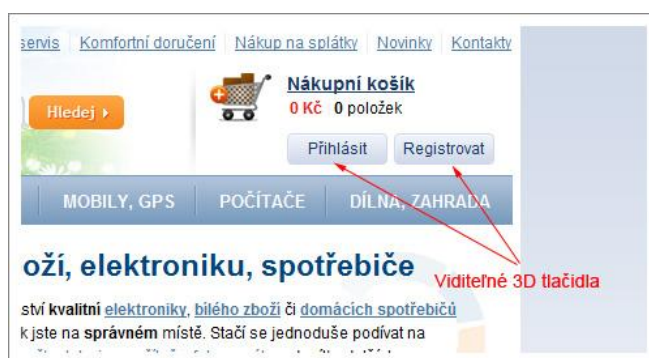 servis Komfortní doručení Nákup na splátky Novinky Kontakty
Nákupní košík
0 Kč 0 položek
Hledej
Přihlásit Registrovat
MOBILY, GPS POČÍTAČE DÍLNA, ZAHRADA
oží, elektroniku, spotřebiče
Viditeľné 3D tlačidla
ství kvalitní elektroniky, bílého zboží či domácích spotřebičů
k jste na správném místě. Stačí se jednoduše podívat na